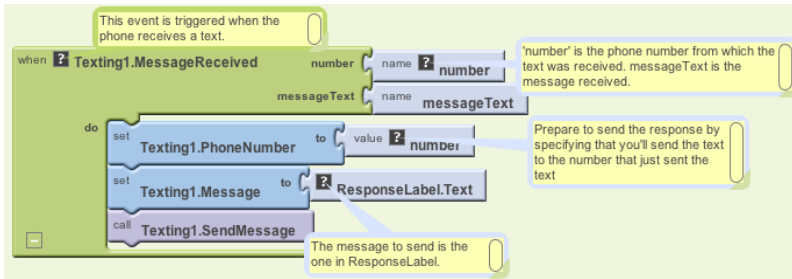 This event is triggered when the
phone receives a text.
when ? Texting1.MessageReceived number name ? number
messageText name messageText
'number' is the phone number from which the
text was received. messageText is the
message received.
do
set Texting1.PhoneNumber to value ? number
Prepare to send the response by
specifying that you'll send the text
to the number that just sent the
text
set Texting1.Message to ? ResponseLabel.Text
call Texting1.SendMessage
The message to send is the
one in ResponseLabel.